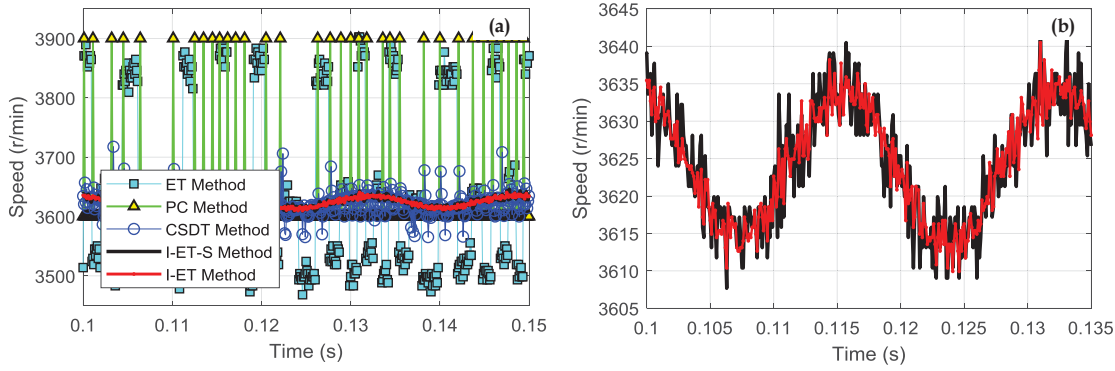 (a)
Speed (r/min)
3900
3800
3700
3600
3500
ET Method
PC Method
CSDT Method
I-ET-S Method
I-ET Method
0.1
0.11
0.12
0.13
0.14
0.15
Time (s)
(b)
Speed (r/min)
3645
3640
3635
3630
3625
3620
3615
3610
3605
0.1
0.105
0.11
0.115
0.12
0.125
0.13
0.135
Time (s)